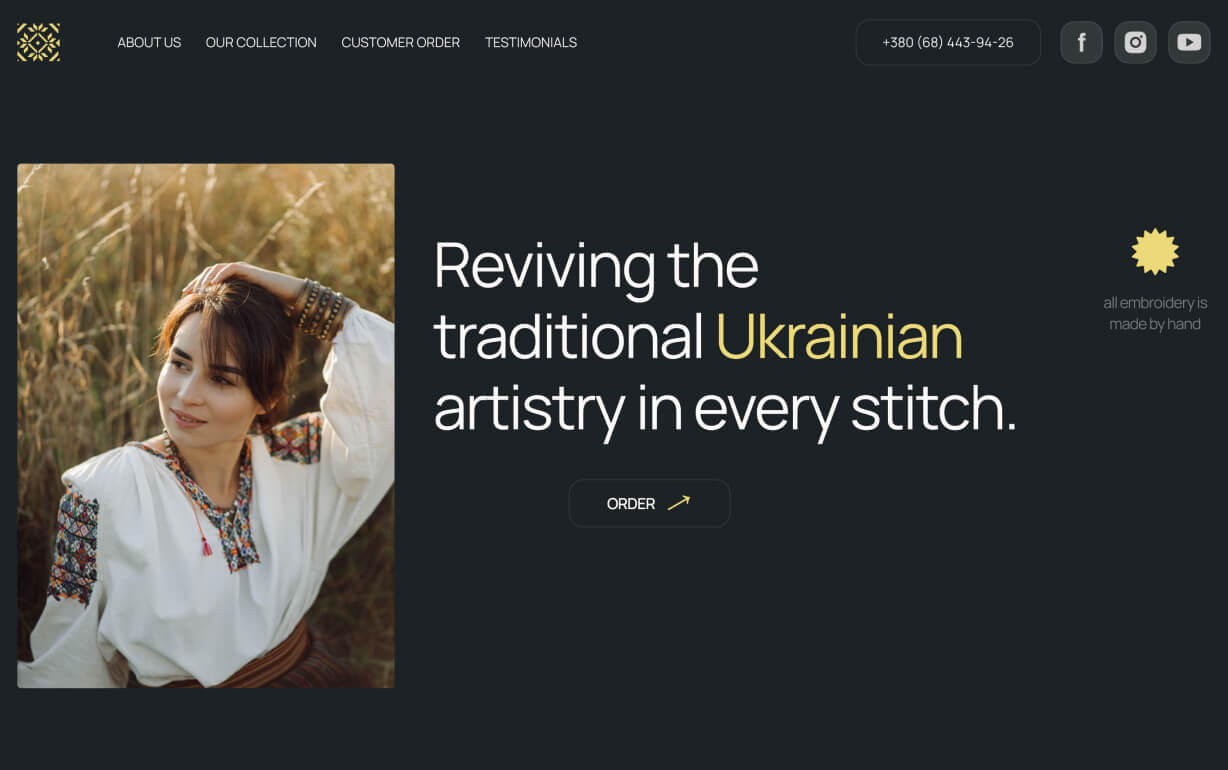 ABOUT US
OUR COLLECTION
CUSTOMER ORDER
TESTIMONIALS
+380 (68) 443-94-26
Reviving the
traditional Ukrainian
artistry in every stitch.
all embroidery is
made by hand
ORDER